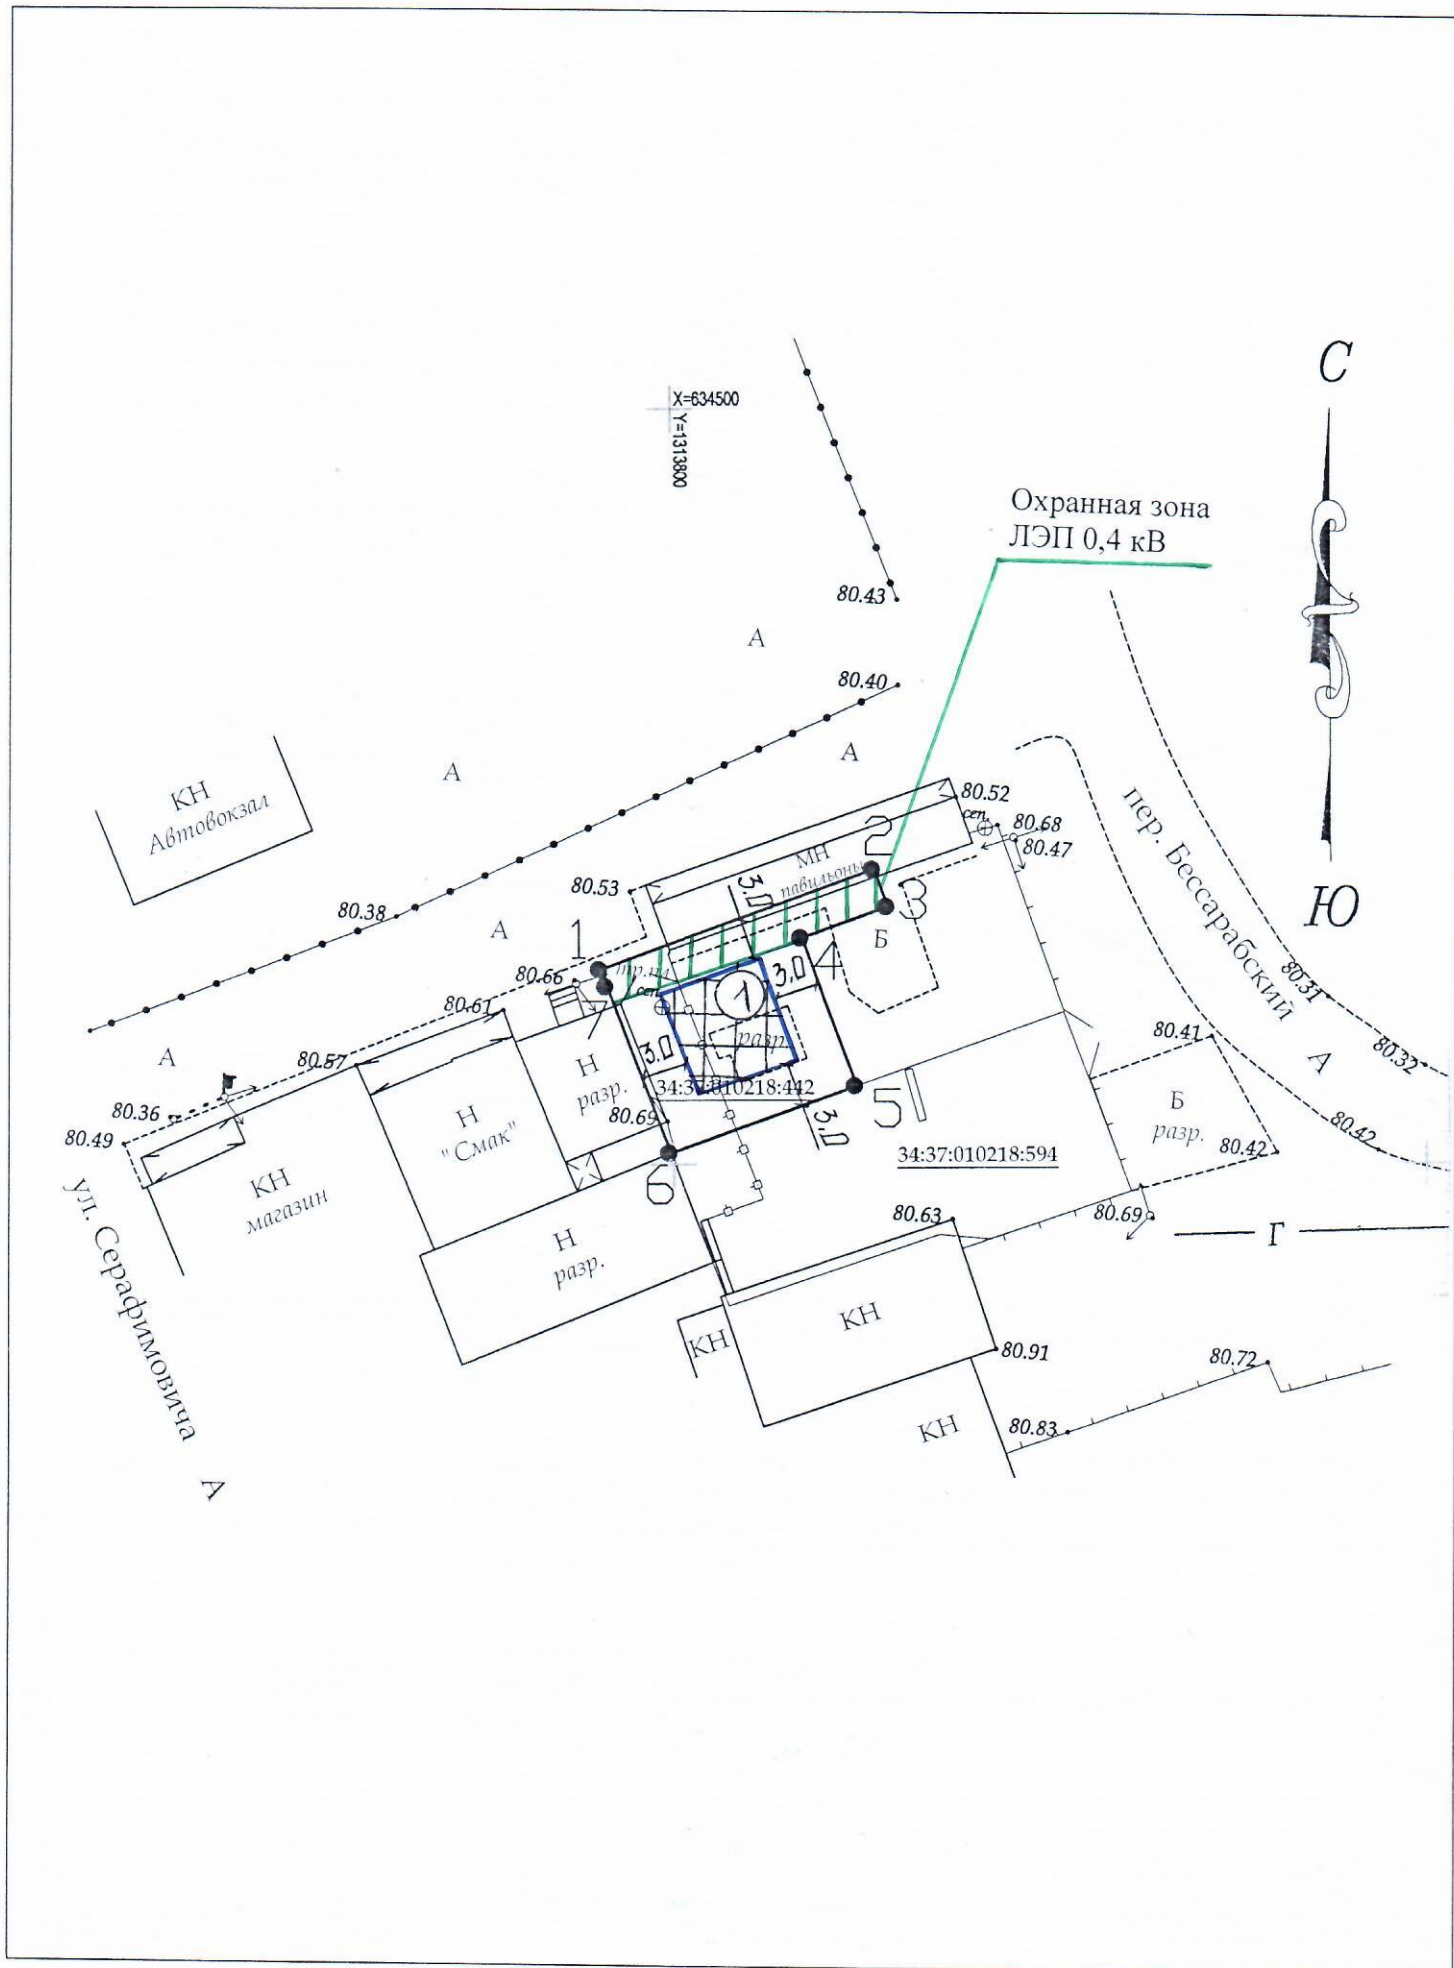 С
X=634500
Y=1313800
Охранная зона
ЛЭП 0,4 кВ
80.43
А
80.40
А
А
КН
Автовокзал
80.52
сеп.
80.68
80.47
пер. Бессарабский
МН
павильоны
2
80.53
3.0
3
80.38
А
1
Б
Ю
4
80.66
тр.пл
сеп.
3.0
1
7
80.61
разр.
80.31
80.41
80.32
А
А
80.57
3.0
Н
разр.
34:37:010218:442
80.36
80.69
5
3.0
Н
"Смак"
Б
разр.
80.42
80.42
80.49
34:37:010218:594
КН
магазин
6
ул. Серафимовича
80.63
80.69
Г
Н
разр.
КН
КН
80.91
80.72
КН
80.83
А